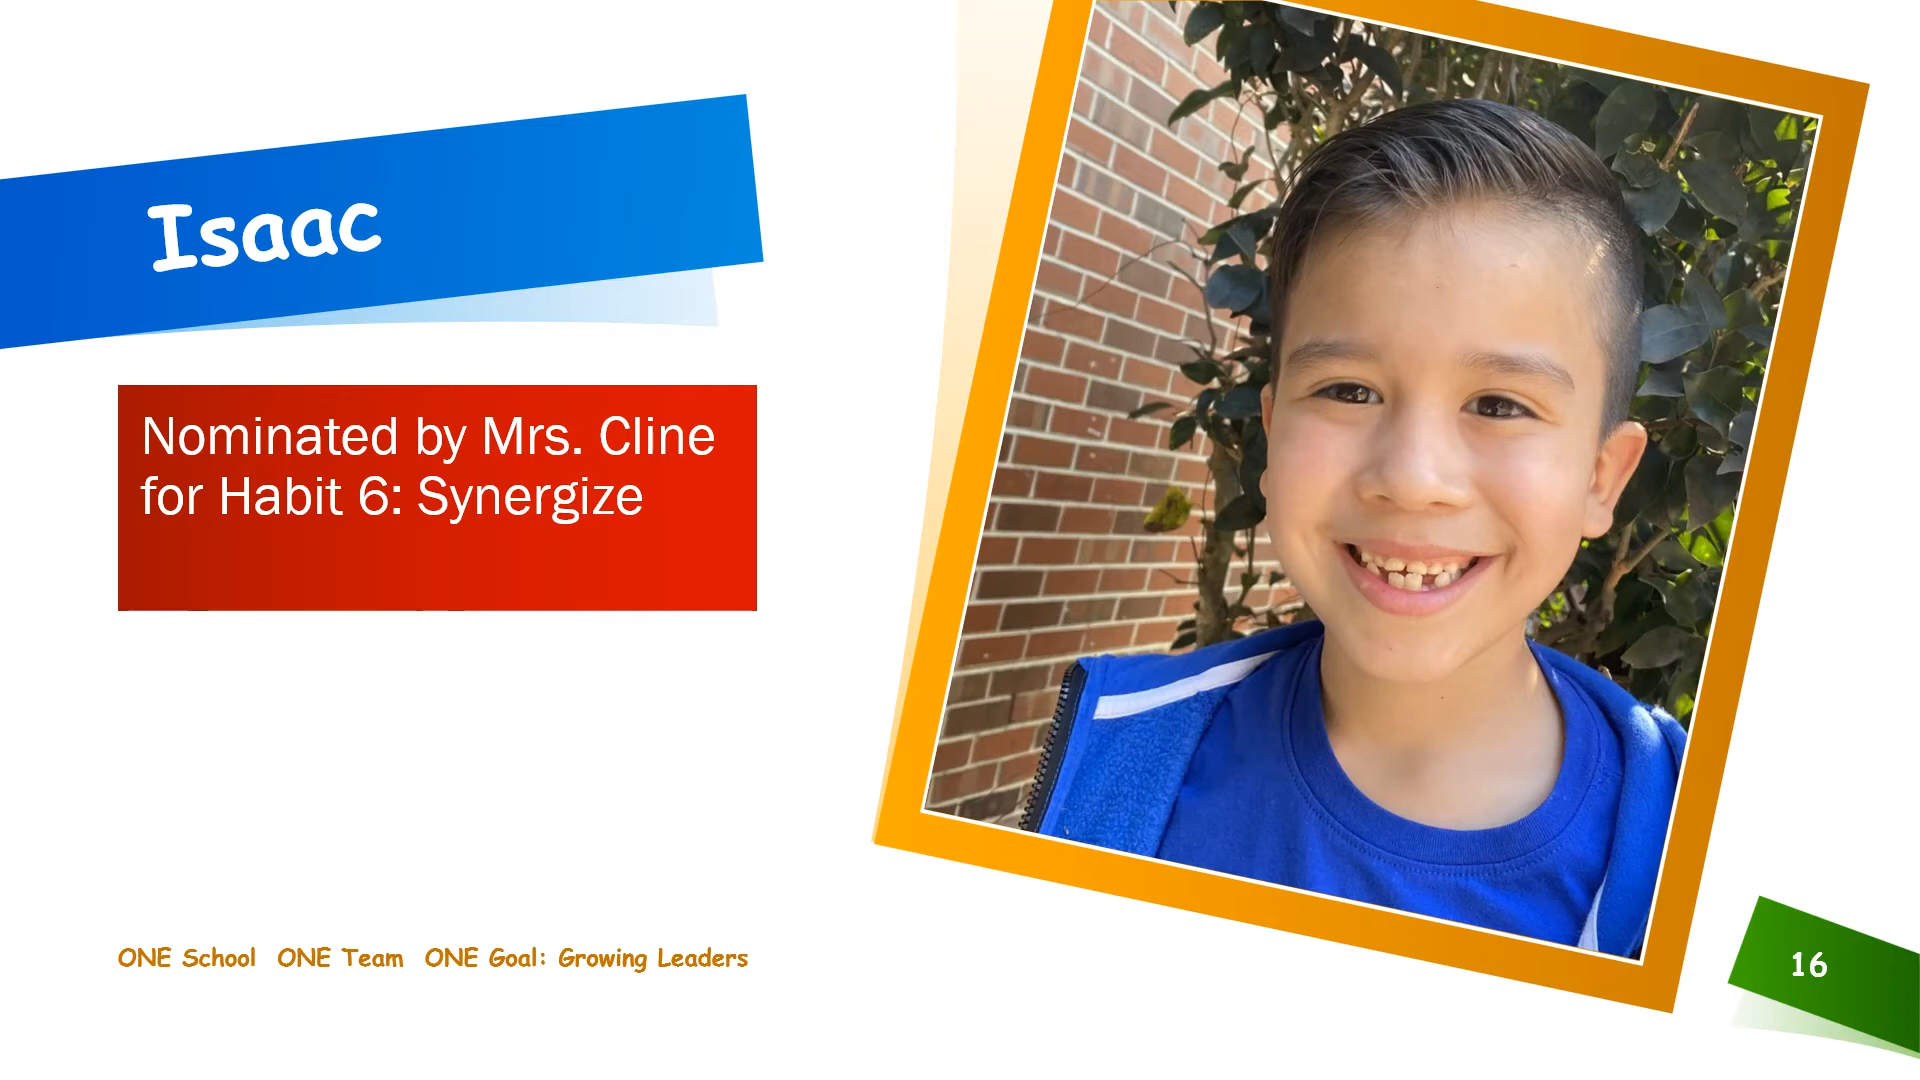 Isaac
Nominated by Mrs. Cline
for Habit 6: Synergize
ONE School ONE Team ONE Goal: Growing Leaders
16